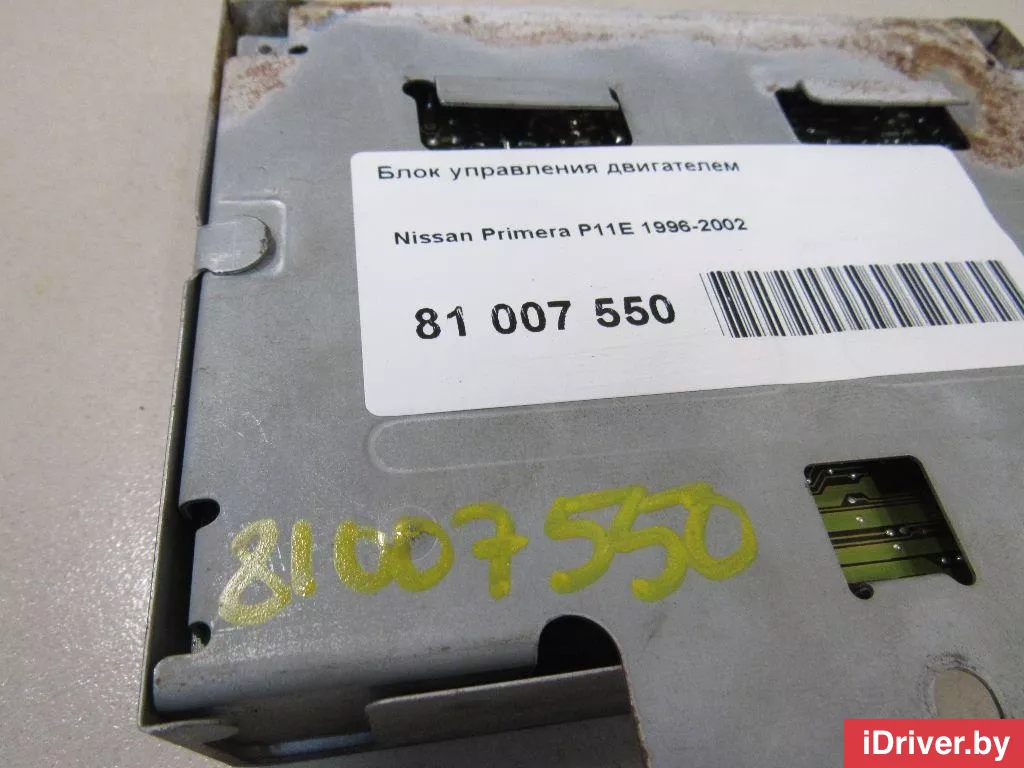 Блок управления двигателем
Nissan Primera P11E 1996-2002
81 007 550
81007550
iDriver.by